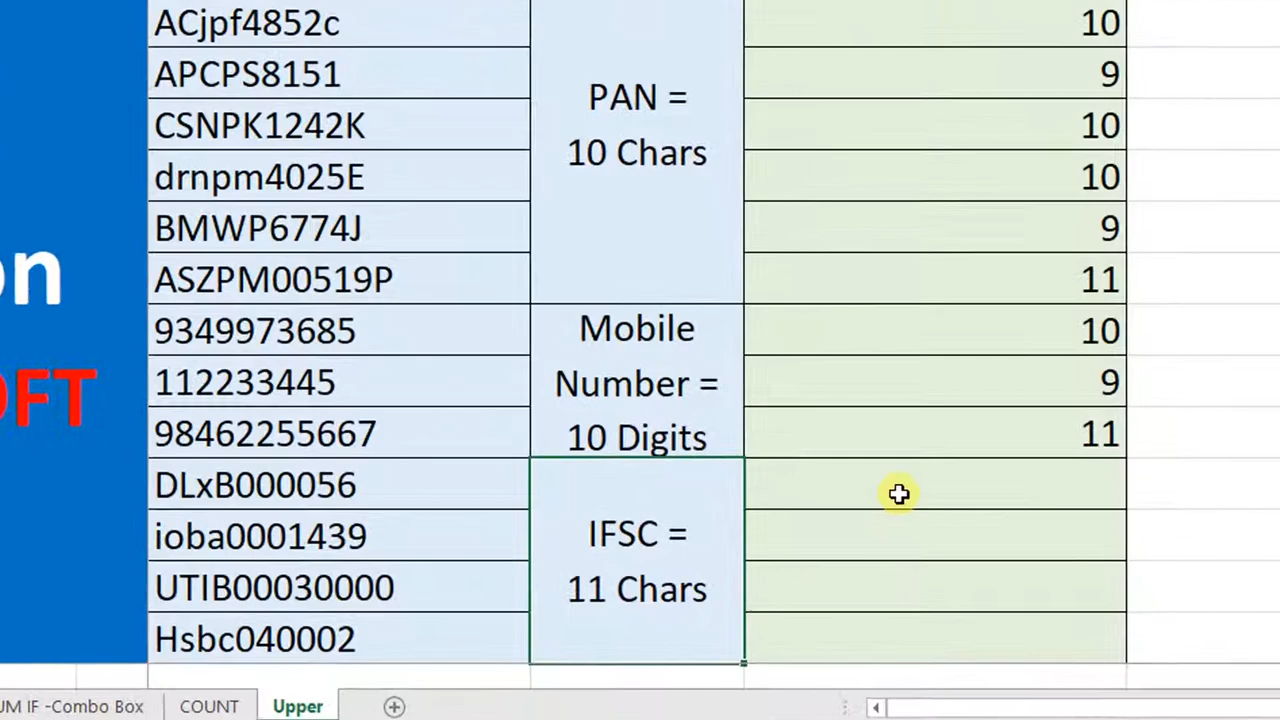 ACjpf4852c
10
APCPS8151
9
PAN =
10 Chars
CSNPK1242K
10
drnpm4025E
10
BMWP6774J
9
ASZPM00519P
11
on
OFT
9349973685
10
112233445
9
98462255667
11
Mobile
Number =
10 Digits
DLxB000056
ioba0001439
UTIB00030000
Hsbc040002
IFSC =
11 Chars
UM IF -Combo Box
COUNT
Upper